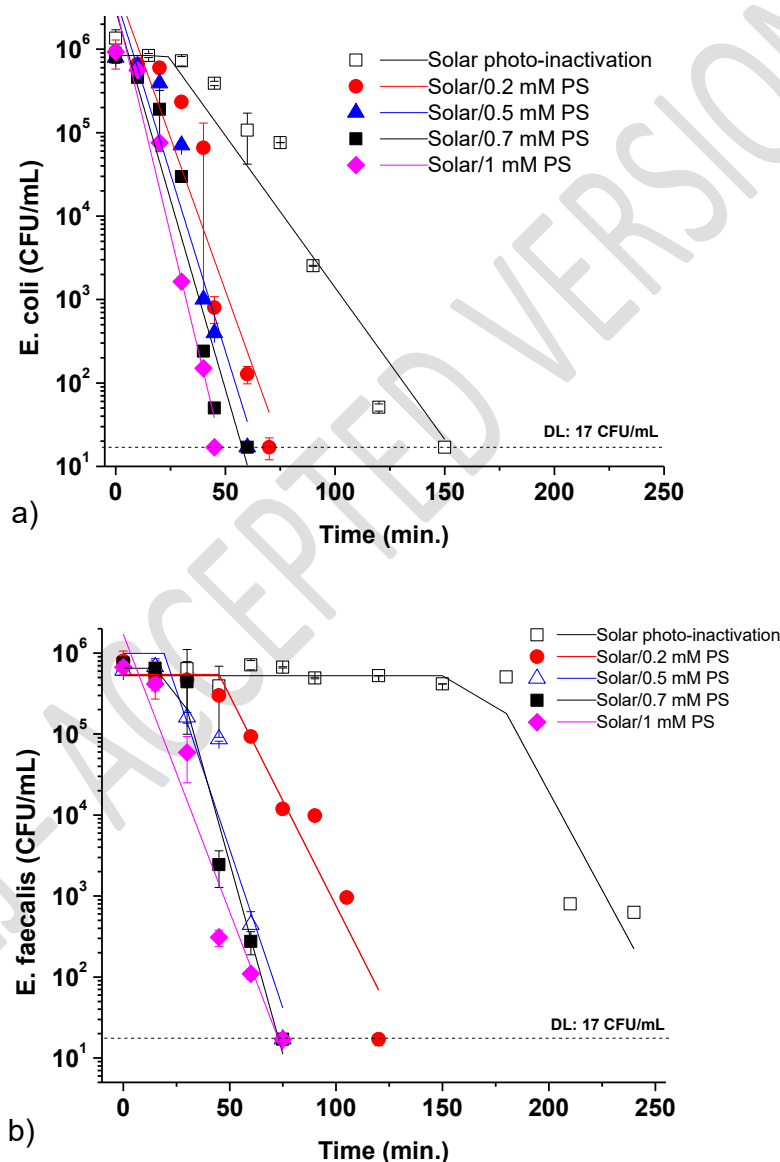 10⁶
10⁵
10⁴
10³
10²
10¹
E. coli (CFU/mL)
Solar photo-inactivation
Solar/0.2 mM PS
Solar/0.5 mM PS
Solar/0.7 mM PS
Solar/1 mM PS
DL: 17 CFU/mL
0 50 100 150 200 250
Time (min.)
a)
10⁶
10⁵
10⁴
10³
10²
10¹
E. faecalis (CFU/mL)
Solar photo-inactivation
Solar/0.2 mM PS
Solar/0.5 mM PS
Solar/0.7 mM PS
Solar/1 mM PS
DL: 17 CFU/mL
0 50 100 150 200 250
Time (min.)
b)
ACCEPTED VERSION